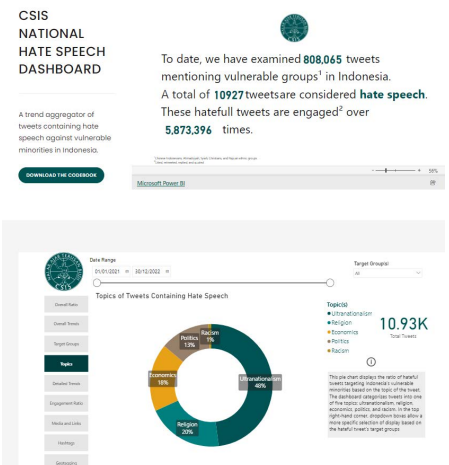 CSIS
NATIONAL
HATE SPEECH
DASHBOARD
A trend aggregator of
tweets containing hate
speech against vulnerable
minorities in Indonesia.
DOWNLOAD THE CODEBOOK
To date, we have examined 808,065 tweets
mentioning vulnerable groups¹ in Indonesia.
A total of 10927 tweetsare considered hate speech.
These hatefull tweets are engaged² over
5,873,396 times.
Microsoft Power BI
- + 56%
CSIS
Date Range
01/01/2021 30/12/2022
Target Group(s)
All
Overall Ratio
Overall Trends
Target Groups
Topics
Detailed Trends
Engagement Ratio
Media and Links
Hashtags
Geotagging
Topics of Tweets Containing Hate Speech
Racism
1%
Politics
13%
Economics
16%
Ultranationalism
48%
Religion
20%
Topic(s)
Ultranationalism
Religion
Economics
Politics
Racism
10.93K
Total Tweets
This pie chart displays the ratio of hateful
tweets targeting Indonesia's vulnerable
minorities based on the topic of the tweet.
The dashboard categorises tweets into one
of five topics: ultranationalism, religion,
economics, politics, and racism. In the top
right-hand corner, dropdown boxes allow a
more specific selection of display based on
the hateful tweet's target groups